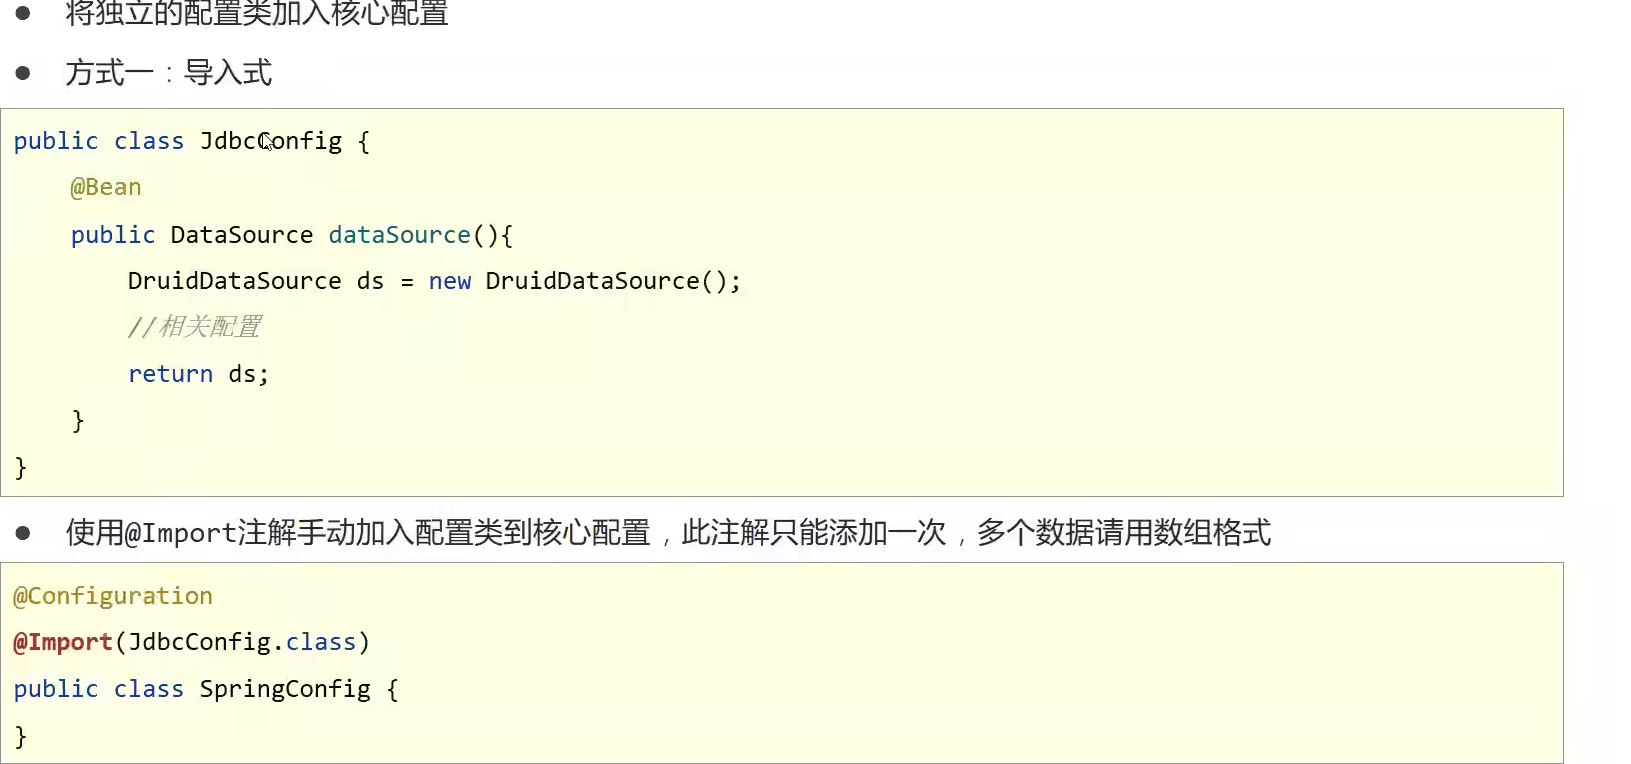 ● 将独立的配置类加入核心配置
● 方式一：导入式
public class JdbcConfig {
    @Bean
    public DataSource dataSource(){
        DruidDataSource ds = new DruidDataSource();
        //相关配置
        return ds;
    }
}
● 使用@Import注解手动加入配置类到核心配置，此注解只能添加一次，多个数据请用数组格式
@Configuration
@Import(JdbcConfig.class)
public class SpringConfig {
}